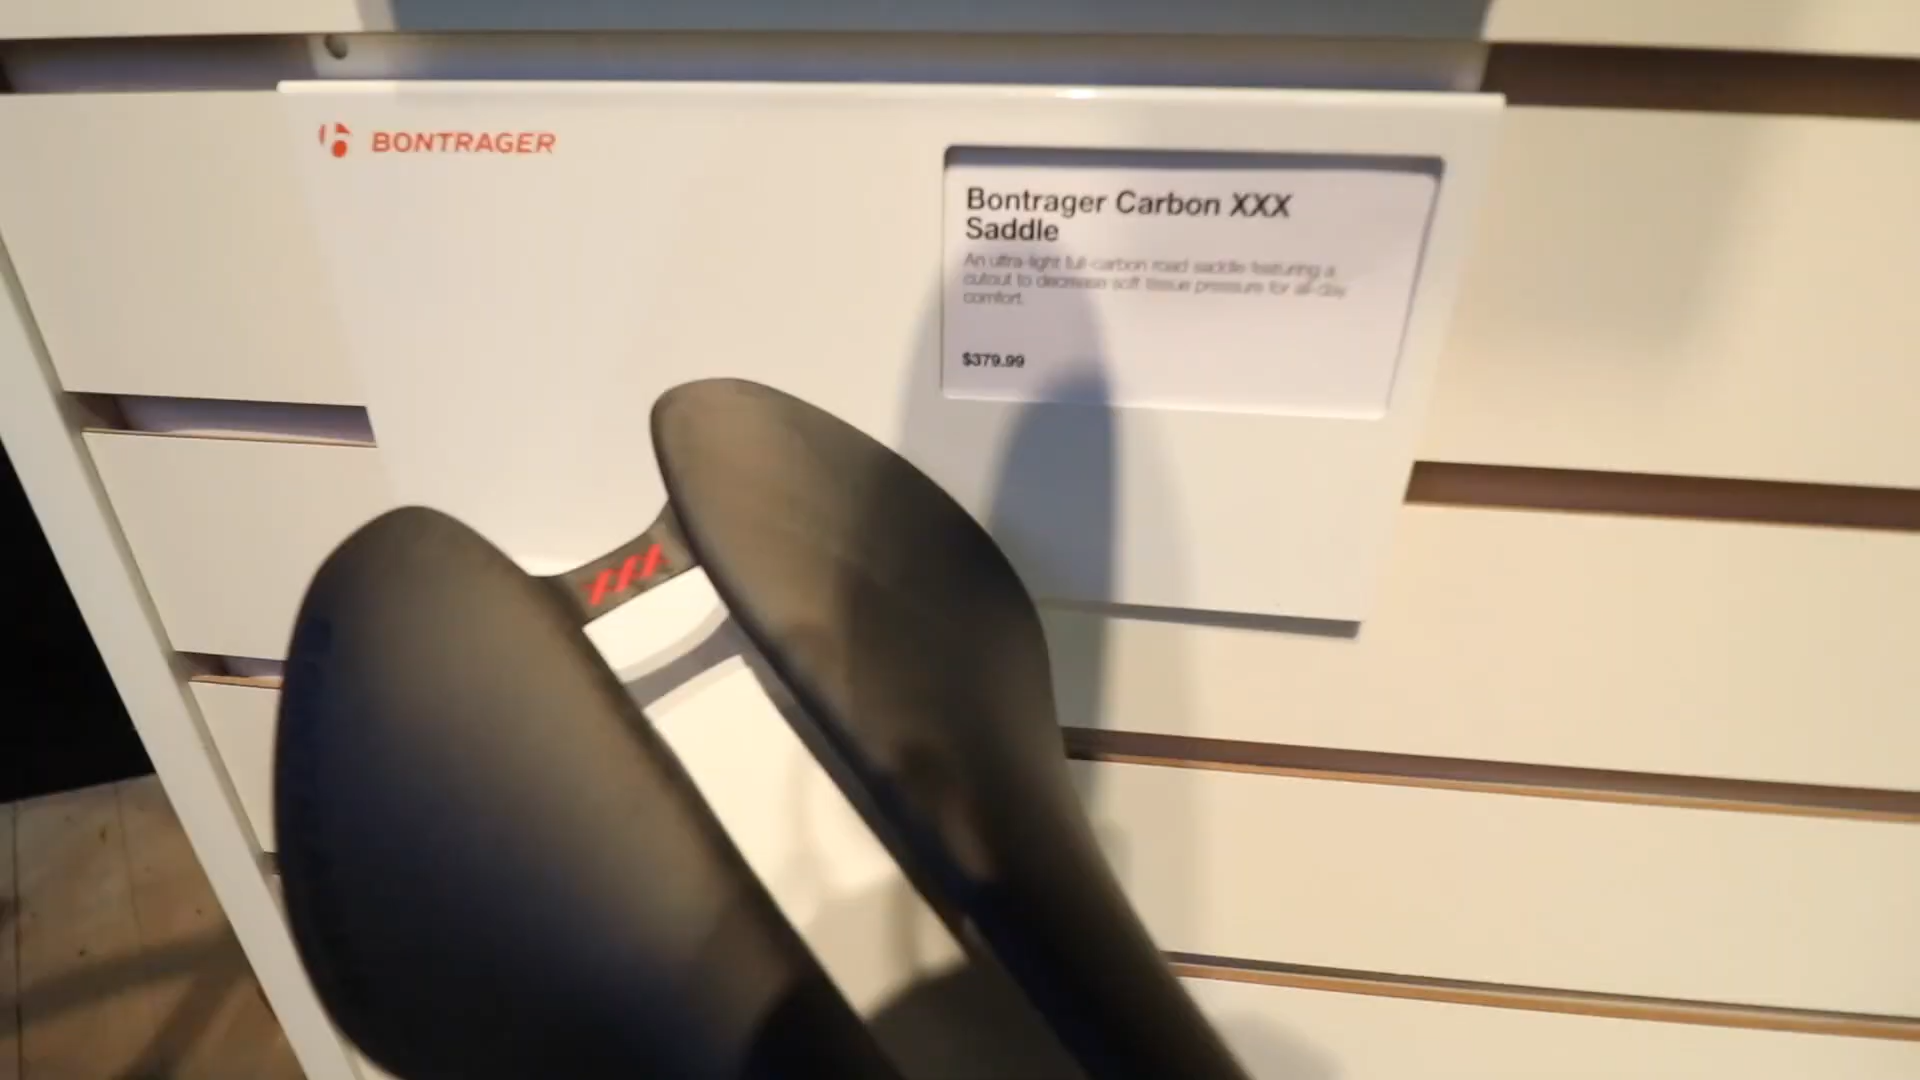 BONTRAGER
Bontrager Carbon XXX
Saddle
An ultra-light full-carbon road saddle featuring a
cutout to decrease soft tissue pressure for all-day
comfort.
$379.99
XXX